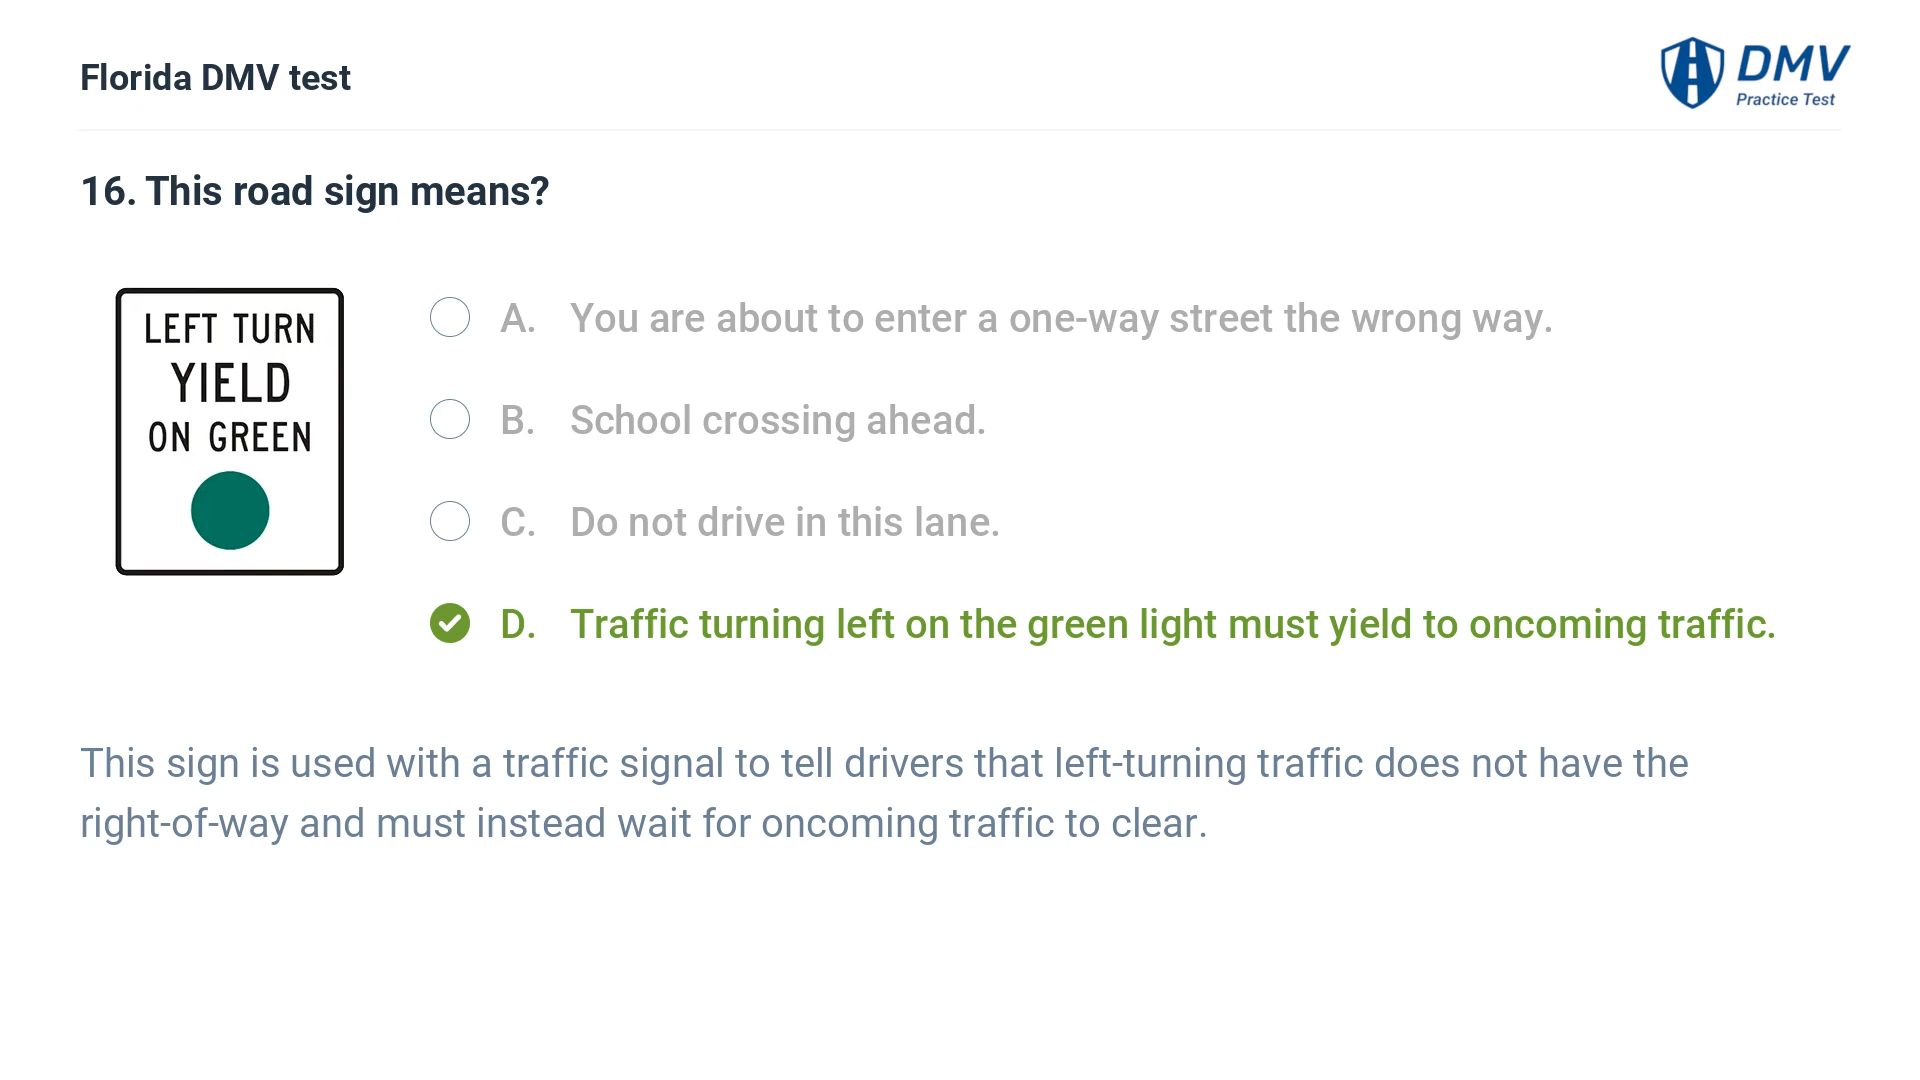 Florida DMV test
DMV
Practice Test
16. This road sign means?
LEFT TURN
YIELD
ON GREEN
A. You are about to enter a one-way street the wrong way.
B. School crossing ahead.
C. Do not drive in this lane.
D. Traffic turning left on the green light must yield to oncoming traffic.
This sign is used with a traffic signal to tell drivers that left-turning traffic does not have the
right-of-way and must instead wait for oncoming traffic to clear.